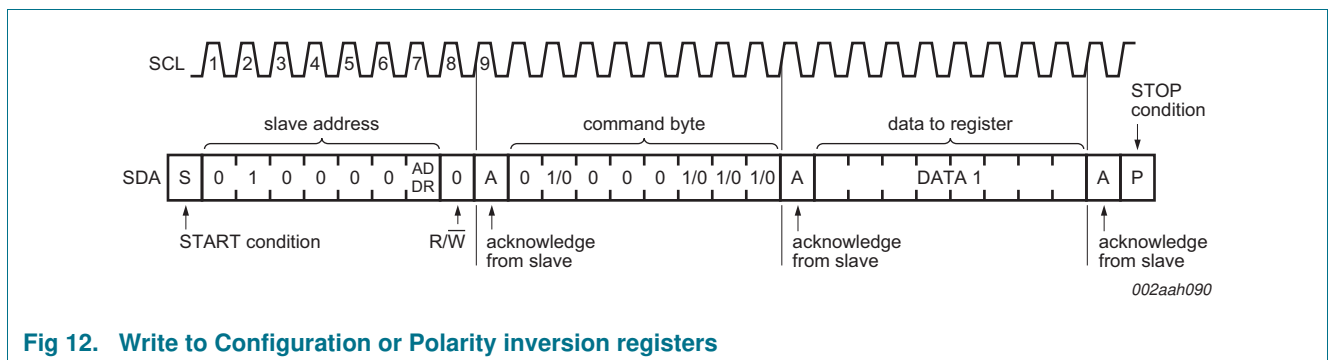 SCL 1 2 3 4 5 6 7 8 9
STOP
condition
slave address command byte data to register
SDA S 0 1 0 0 0 0 AD DR 0 A 0 1/0 0 0 0 1/0 1/0 1/0 A DATA 1 A P
START condition R/W̅ acknowledge from slave acknowledge from slave acknowledge from slave
002aah090
Fig 12. Write to Configuration or Polarity inversion registers